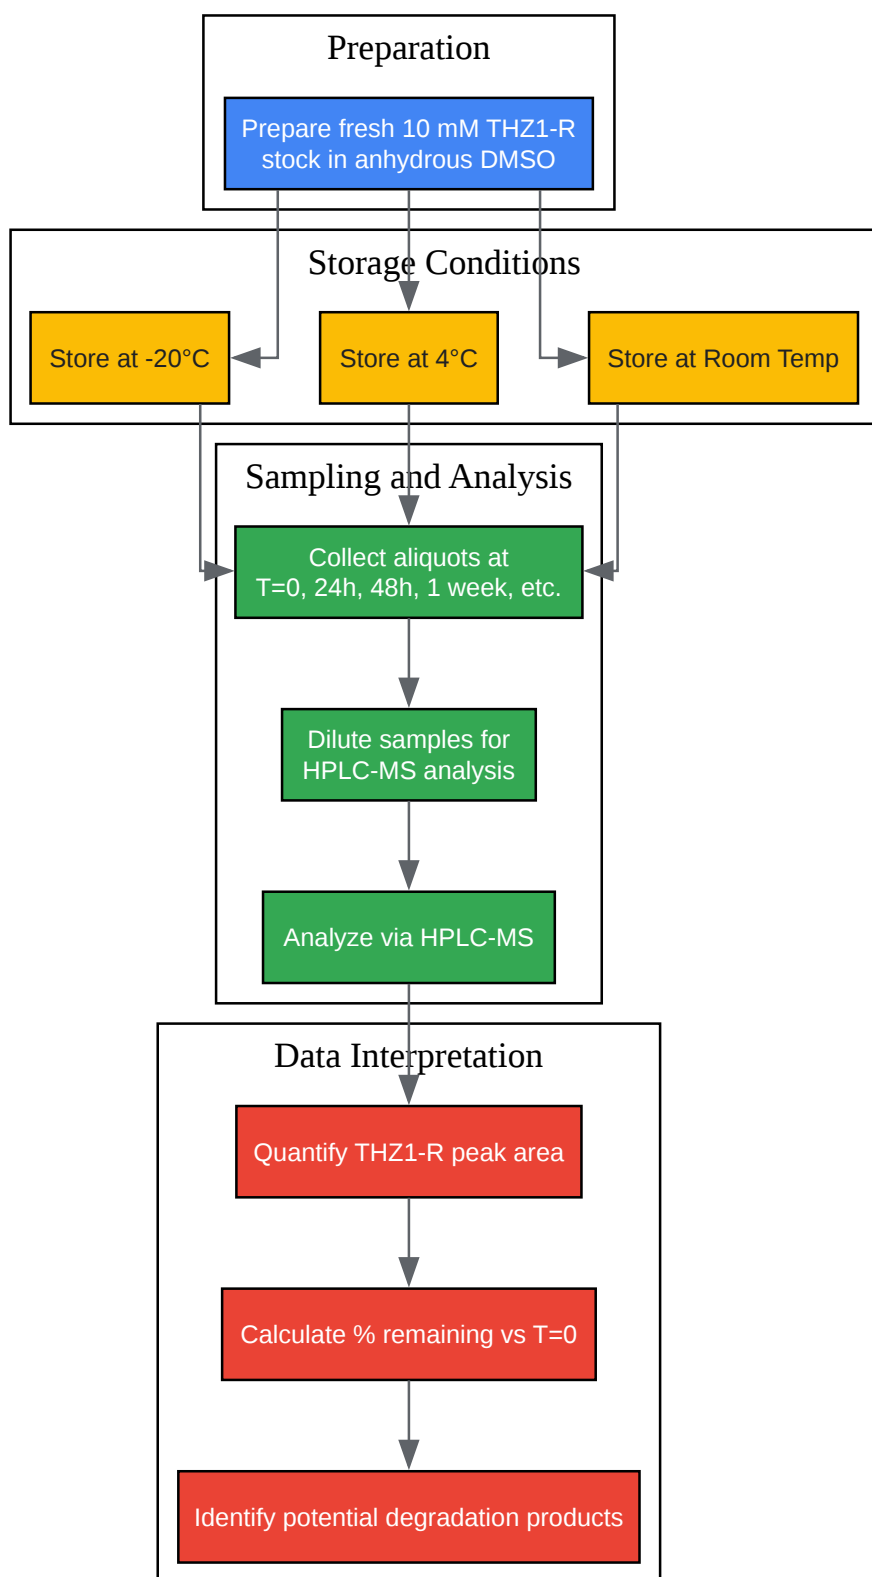 Preparation
Prepare fresh 10 mM THZ1-R
stock in anhydrous DMSO
Storage Conditions
Store at -20°C
Store at 4°C
Store at Room Temp
Sampling and Analysis
Collect aliquots at
T=0, 24h, 48h, 1 week, etc.
Dilute samples for
HPLC-MS analysis
Analyze via HPLC-MS
Data Interpretation
Quantify THZ1-R peak area
Calculate % remaining vs T=0
Identify potential degradation products